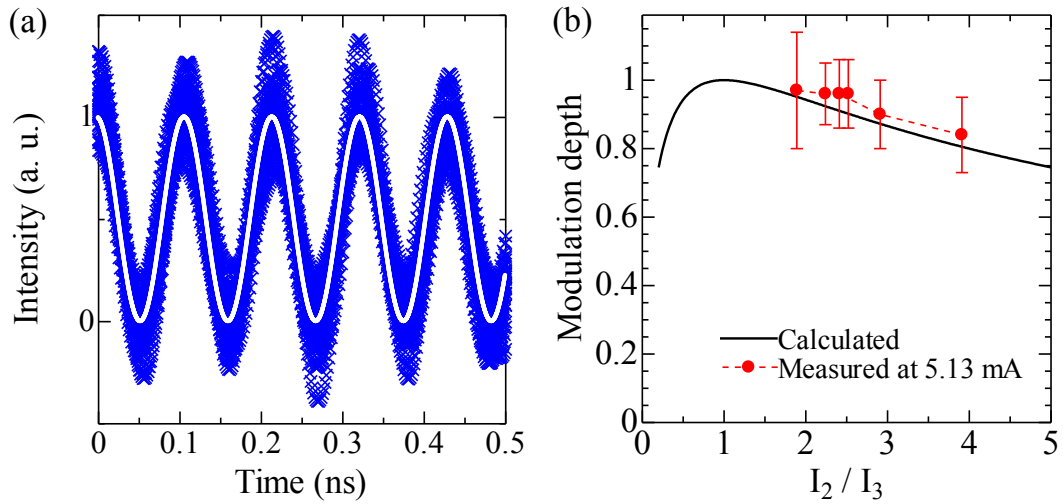 (a)
Intensity (a. u.)
1
0
0
0.1
0.2
0.3
0.4
0.5
Time (ns)
(b)
Modulation depth
1
0.8
0.6
0.4
0.2
0
Calculated
Measured at 5.13 mA
0
1
2
3
4
5
I₂ / I₃